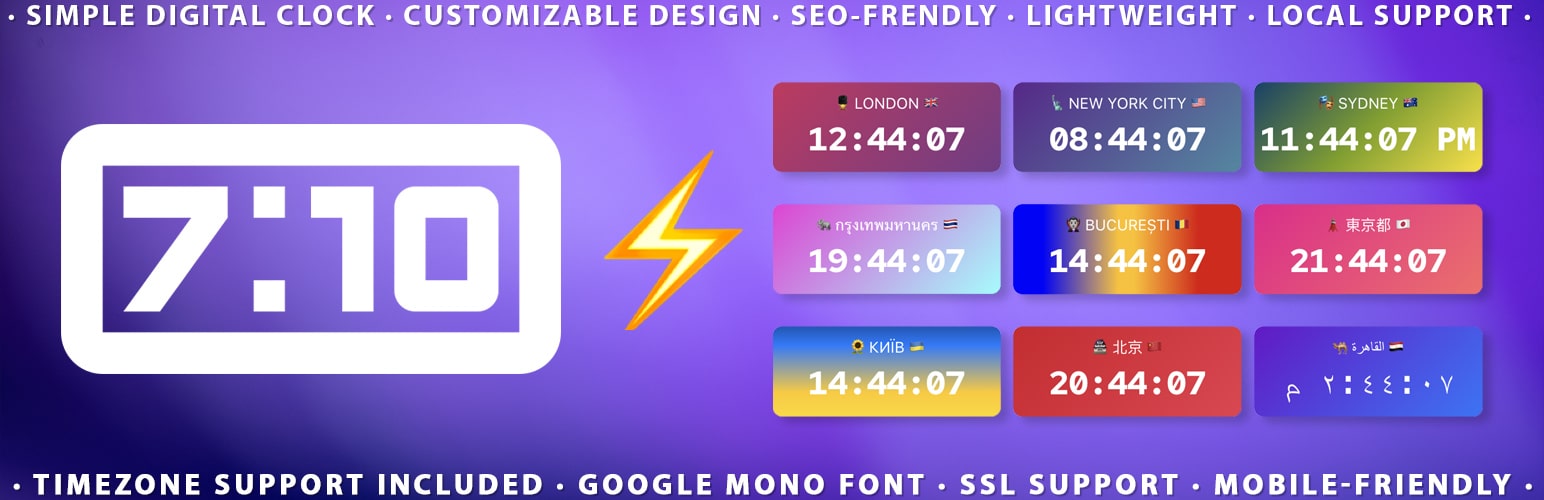 · SIMPLE DIGITAL CLOCK · CUSTOMIZABLE DESIGN · SEO-FRENDLY · LIGHTWEIGHT · LOCAL SUPPORT ·
7:10
LONDON
12:44:07
NEW YORK CITY
08:44:07
SYDNEY
11:44:07 PM
กรุงเทพมหานคร
19:44:07
BUCUREȘTI
14:44:07
東京都
21:44:07
КИЇВ
14:44:07
北京
20:44:07
القاهرة
٢:٤٤:٠٧ م
· TIMEZONE SUPPORT INCLUDED · GOOGLE MONO FONT · SSL SUPPORT · MOBILE-FRIENDLY ·